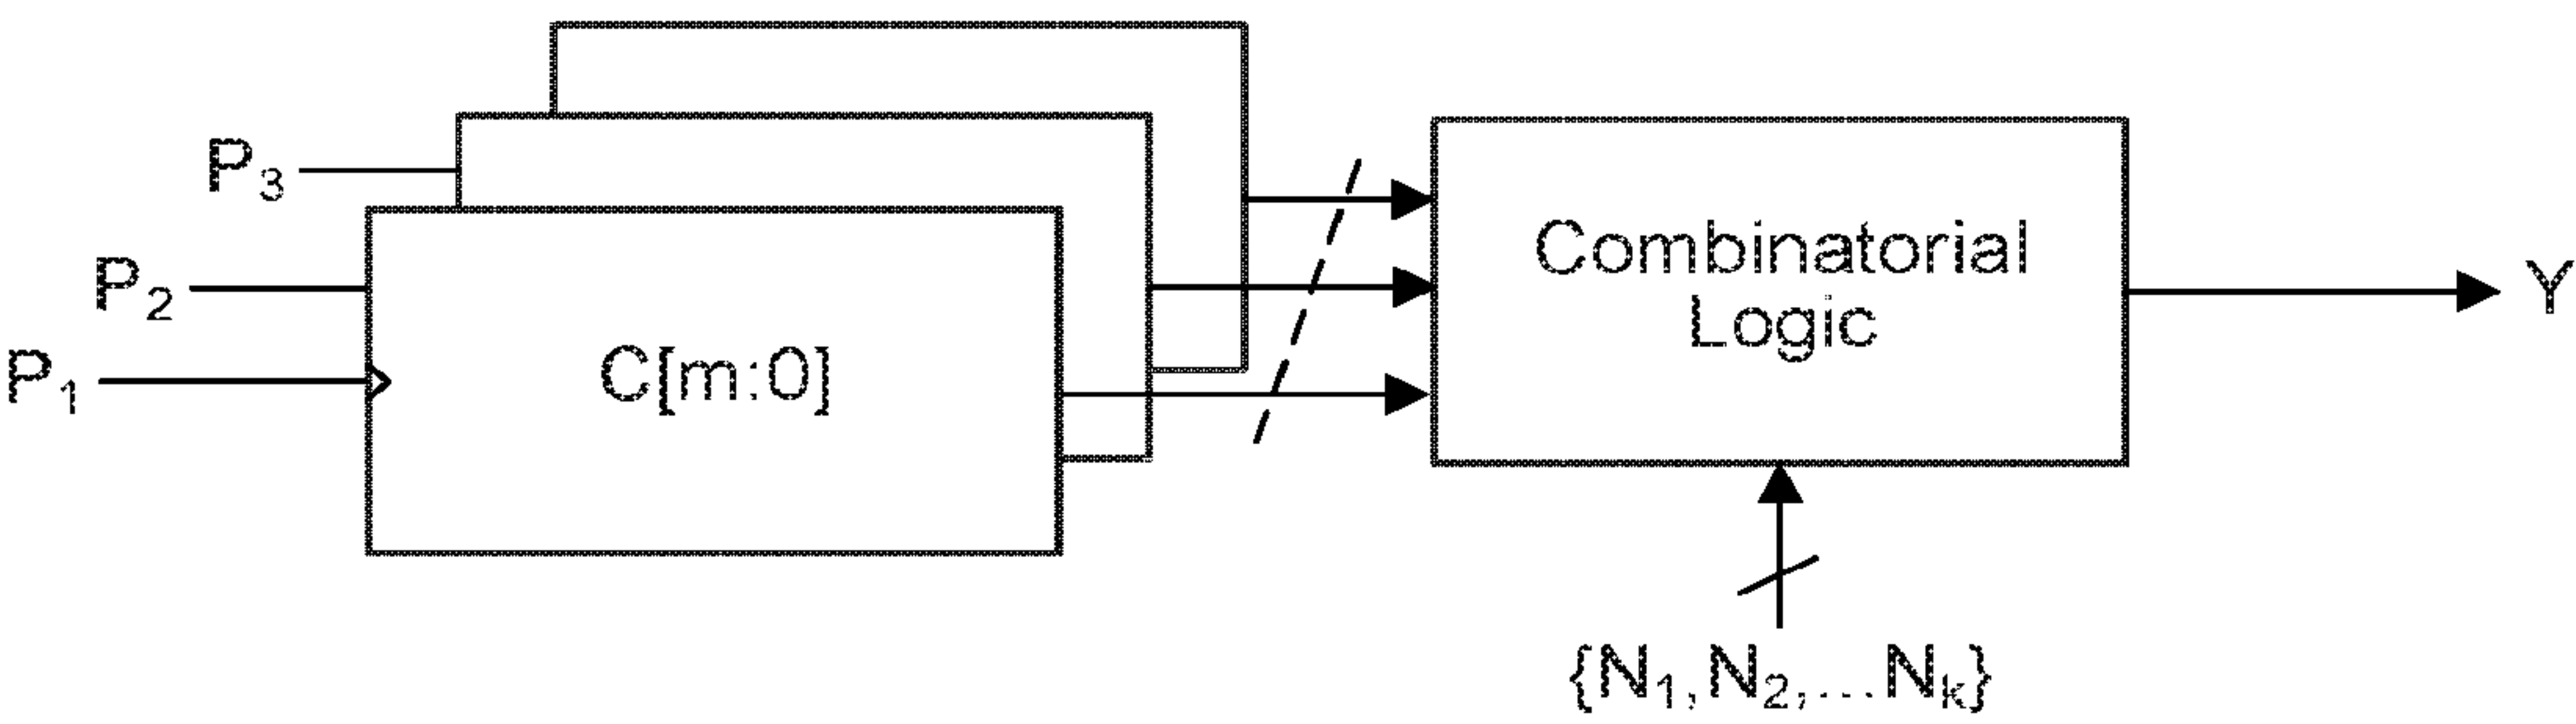 P3
P2
P1
C[m:0]
Combinatorial
Logic
Y
{N1,N2,...Nk}